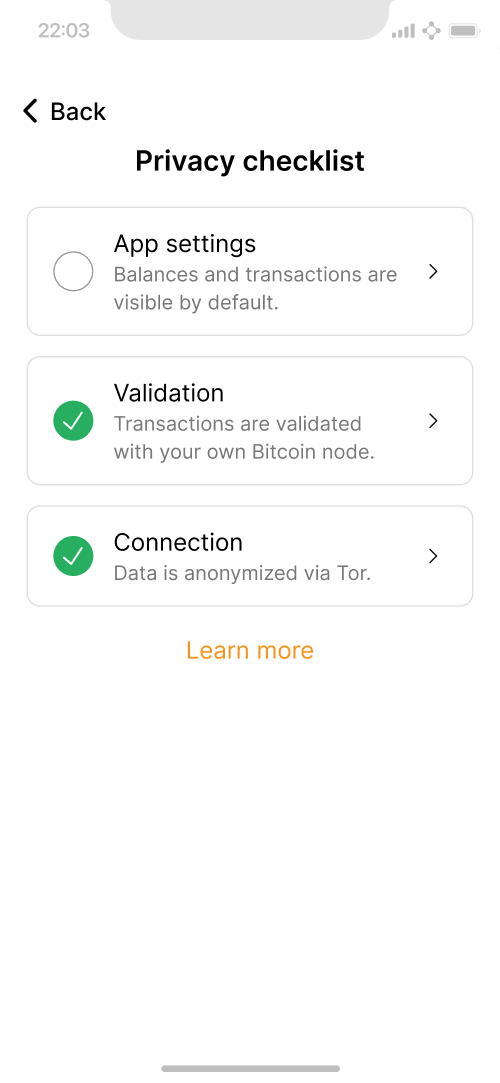 22:03
Back
Privacy checklist
App settings
Balances and transactions are
visible by default.
Validation
Transactions are validated
with your own Bitcoin node.
Connection
Data is anonymized via Tor.
Learn more